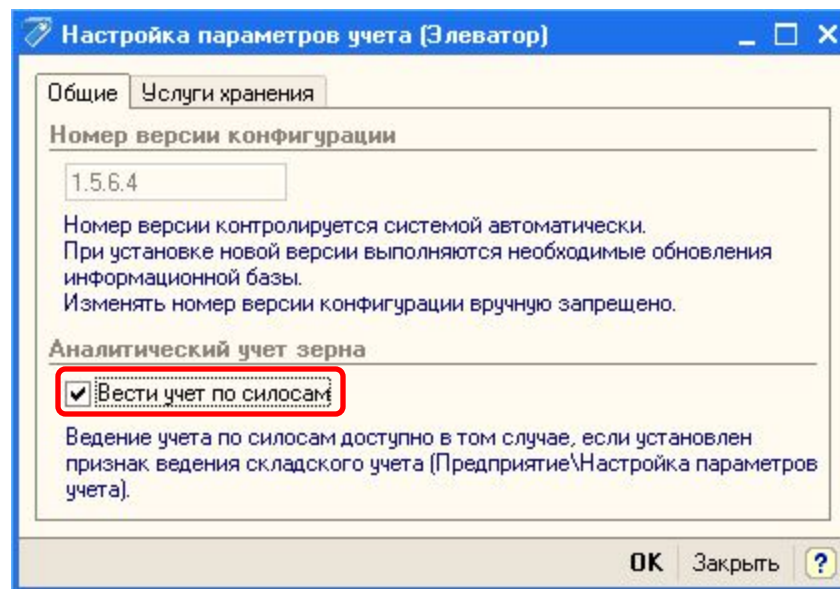 Настройка параметров учета (Элеватор)
Общие Услуги хранения
Номер версии конфигурации
1.5.6.4
Номер версии контролируется системой автоматически.
При установке новой версии выполняются необходимые обновления
информационной базы.
Изменять номер версии конфигурации вручную запрещено.
Аналитический учет зерна
Вести учет по силосам
Ведение учета по силосам доступно в том случае, если установлен
признак ведения складского учета (Предприятие\Настройка параметров
учета).
OK Закрыть ?